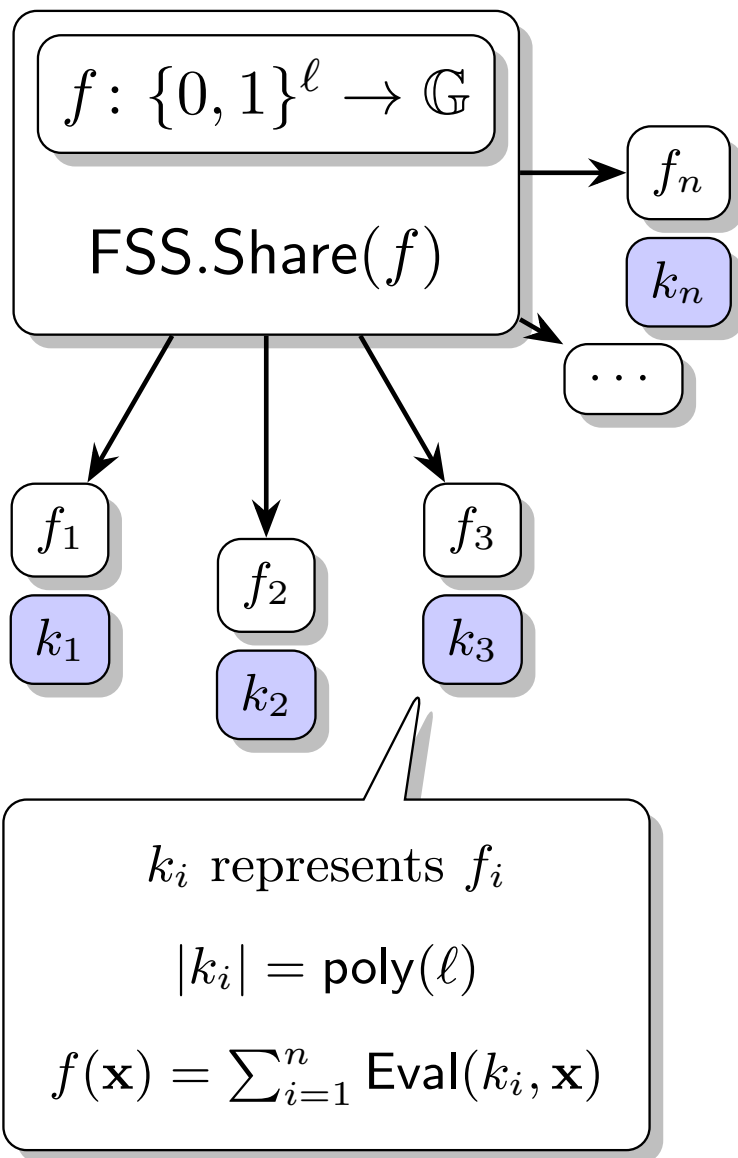 f: {0, 1}^ℓ → 𝔾
FSS.Share(f)
f_n
k_n
···
f_1
k_1
f_2
k_2
f_3
k_3
k_i represents f_i
|k_i| = poly(ℓ)
f(𝐱) = ∑_{i=1}^n Eval(k_i, 𝐱)